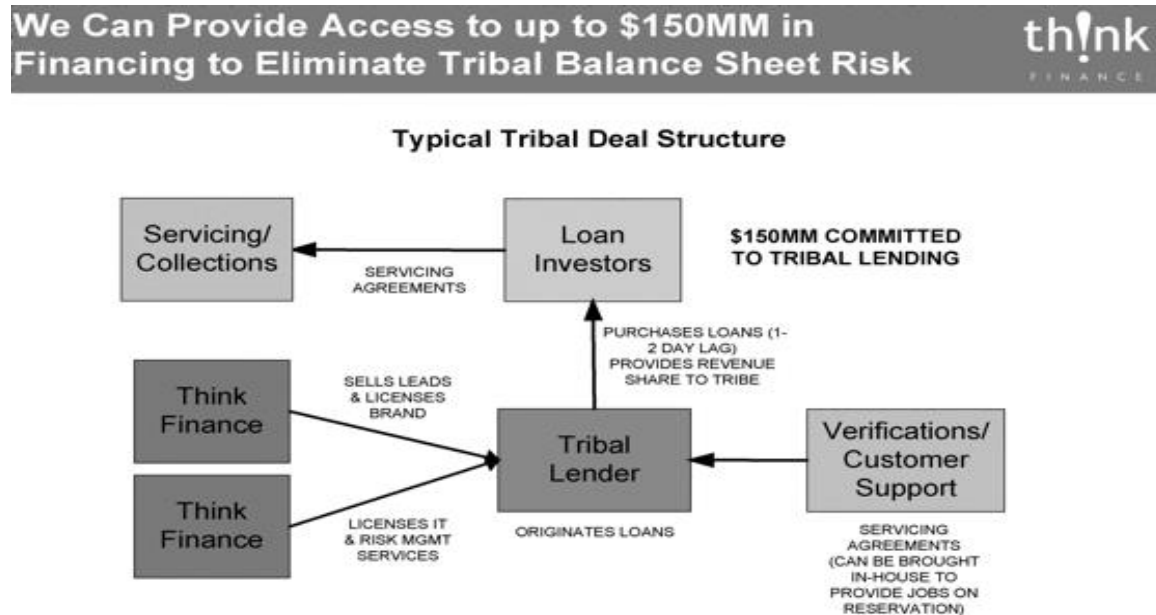 We Can Provide Access to up to $150MM in
Financing to Eliminate Tribal Balance Sheet Risk
th!nk
FINANCE
Typical Tribal Deal Structure
Servicing/
Collections
SERVICING
AGREEMENTS
Loan
Investors
$150MM COMMITTED
TO TRIBAL LENDING
PURCHASES LOANS (1-
2 DAY LAG)
PROVIDES REVENUE
SHARE TO TRIBE
Think
Finance
SELLS LEADS
& LICENSES
BRAND
Think
Finance
LICENSES IT
& RISK MGMT
SERVICES
Tribal
Lender
ORIGINATES LOANS
Verifications/
Customer
Support
SERVICING
AGREEMENTS
(CAN BE BROUGHT
IN-HOUSE TO
PROVIDE JOBS ON
RESERVATION)